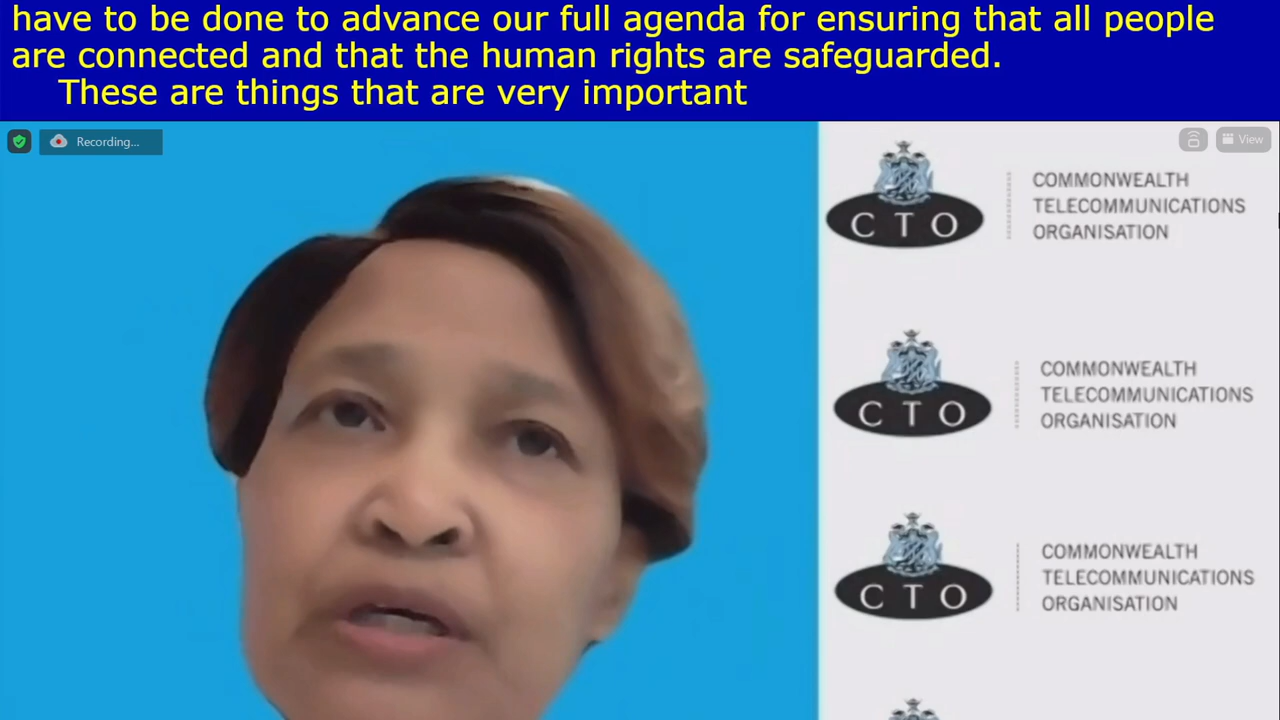 have to be done to advance our full agenda for ensuring that all people
are connected and that the human rights are safeguarded.
These are things that are very important
Recording...
View
CTO
COMMONWEALTH
TELECOMMUNICATIONS
ORGANISATION
CTO
COMMONWEALTH
TELECOMMUNICATIONS
ORGANISATION
CTO
COMMONWEALTH
TELECOMMUNICATIONS
ORGANISATION